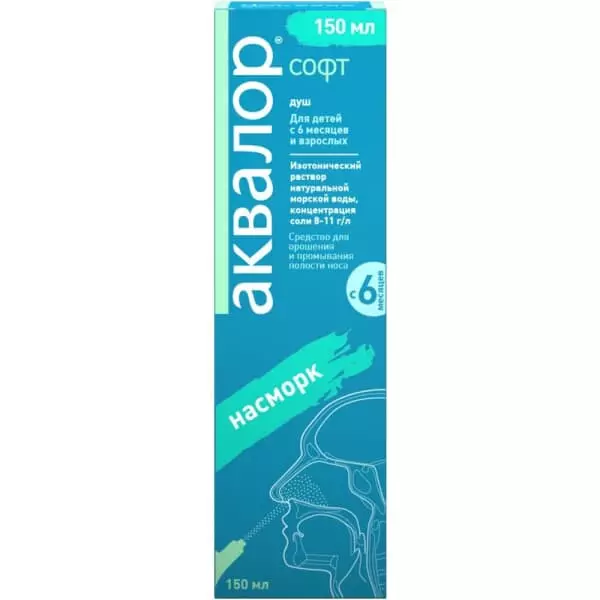 150 мл
аквалор®
софт
душ
Для детей
с 6 месяцев
и взрослых
Изотонический
раствор
натуральной
морской воды,
концентрация
соли 8-11 г/л
Средство для
орошения
и промывания
полости носа
с 6 месяцев
насморк
150 мл